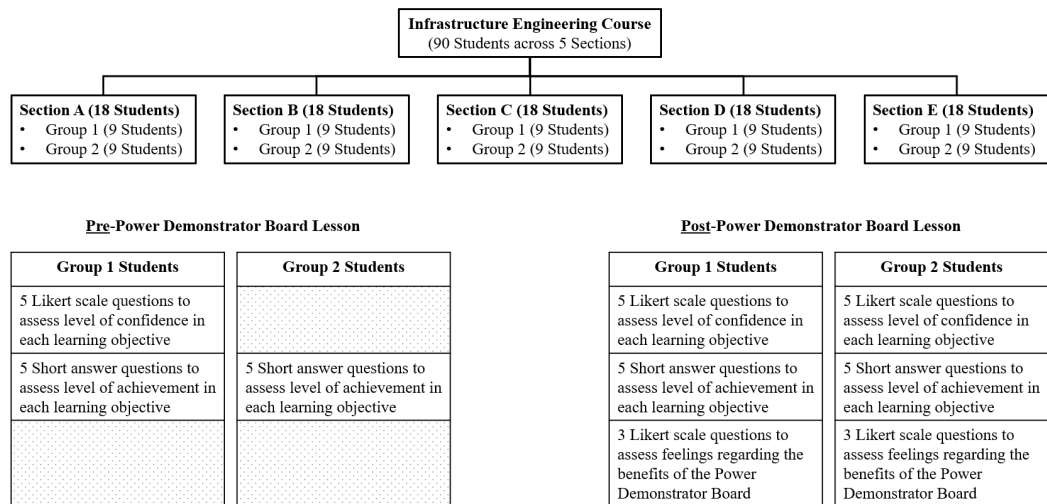 Infrastructure Engineering Course
(90 Students across 5 Sections)
Section A (18 Students)
• Group 1 (9 Students)
• Group 2 (9 Students)
Section B (18 Students)
• Group 1 (9 Students)
• Group 2 (9 Students)
Section C (18 Students)
• Group 1 (9 Students)
• Group 2 (9 Students)
Section D (18 Students)
• Group 1 (9 Students)
• Group 2 (9 Students)
Section E (18 Students)
• Group 1 (9 Students)
• Group 2 (9 Students)
Pre-Power Demonstrator Board Lesson
Group 1 Students
5 Likert scale questions to
assess level of confidence in
each learning objective
5 Short answer questions to
assess level of achievement in
each learning objective
Group 2 Students
5 Short answer questions to
assess level of achievement in
each learning objective
Post-Power Demonstrator Board Lesson
Group 1 Students
5 Likert scale questions to
assess level of confidence in
each learning objective
5 Short answer questions to
assess level of achievement in
each learning objective
3 Likert scale questions to
assess feelings regarding the
benefits of the Power
Demonstrator Board
Group 2 Students
5 Likert scale questions to
assess level of confidence in
each learning objective
5 Short answer questions to
assess level of achievement in
each learning objective
3 Likert scale questions to
assess feelings regarding the
benefits of the Power
Demonstrator Board